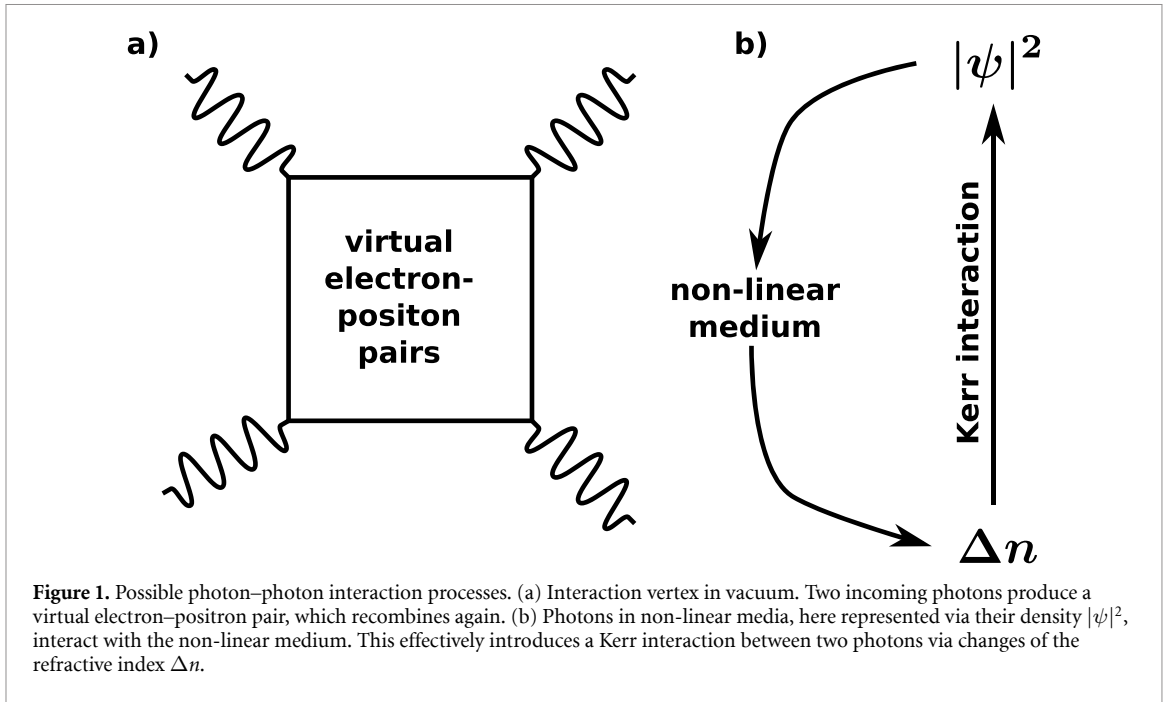 a)
virtual
electron-
positon
pairs
b)
|ψ|²
non-linear
medium
Kerr interaction
Δn
Figure 1. Possible photon–photon interaction processes. (a) Interaction vertex in vacuum. Two incoming photons produce a
virtual electron–positron pair, which recombines again. (b) Photons in non-linear media, here represented via their density |ψ|²,
interact with the non-linear medium. This effectively introduces a Kerr interaction between two photons via changes of the
refractive index Δn.